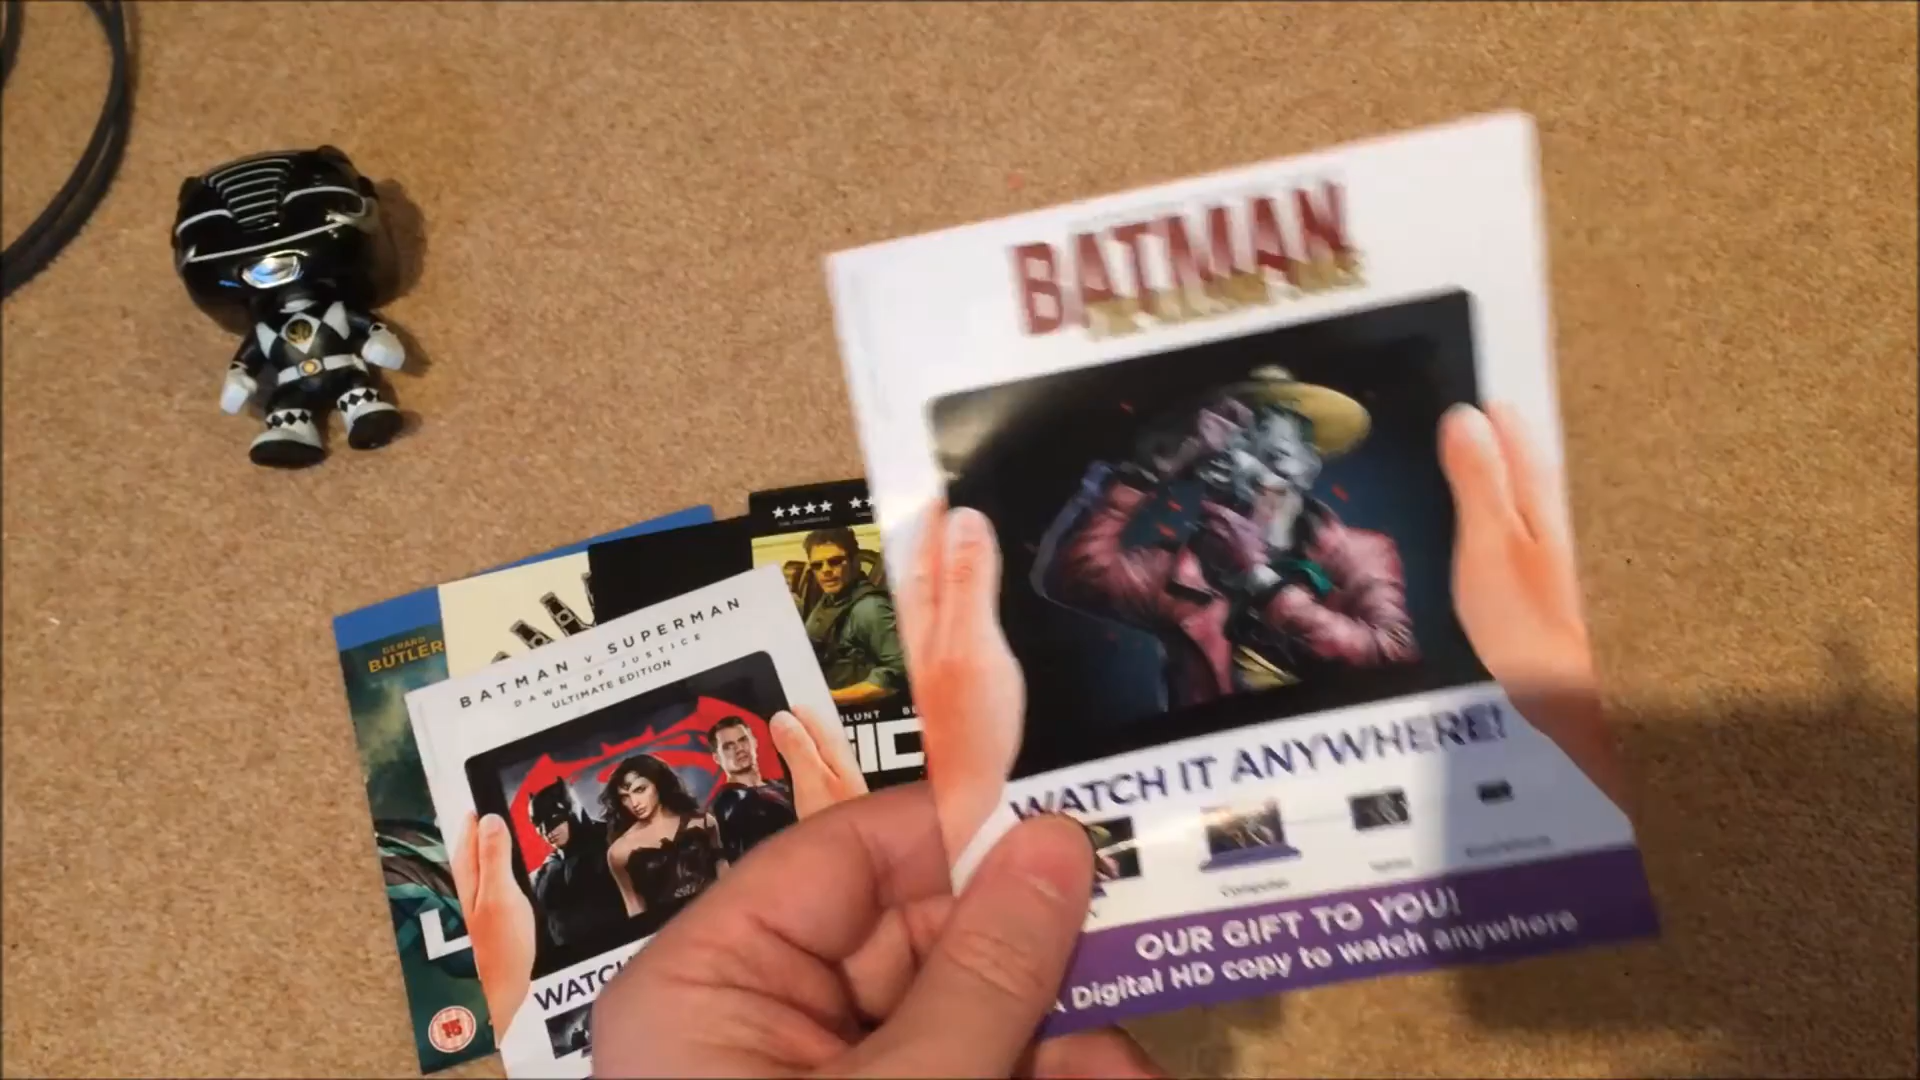 BATMAN
WATCH IT ANYWHERE!
Computer
OUR GIFT TO YOU!
A Digital HD copy to watch anywhere
BATMAN v SUPERMAN
DAWN OF JUSTICE
ULTIMATE EDITION
WATC
GERARD
BUTLER
L
15
BLUNT